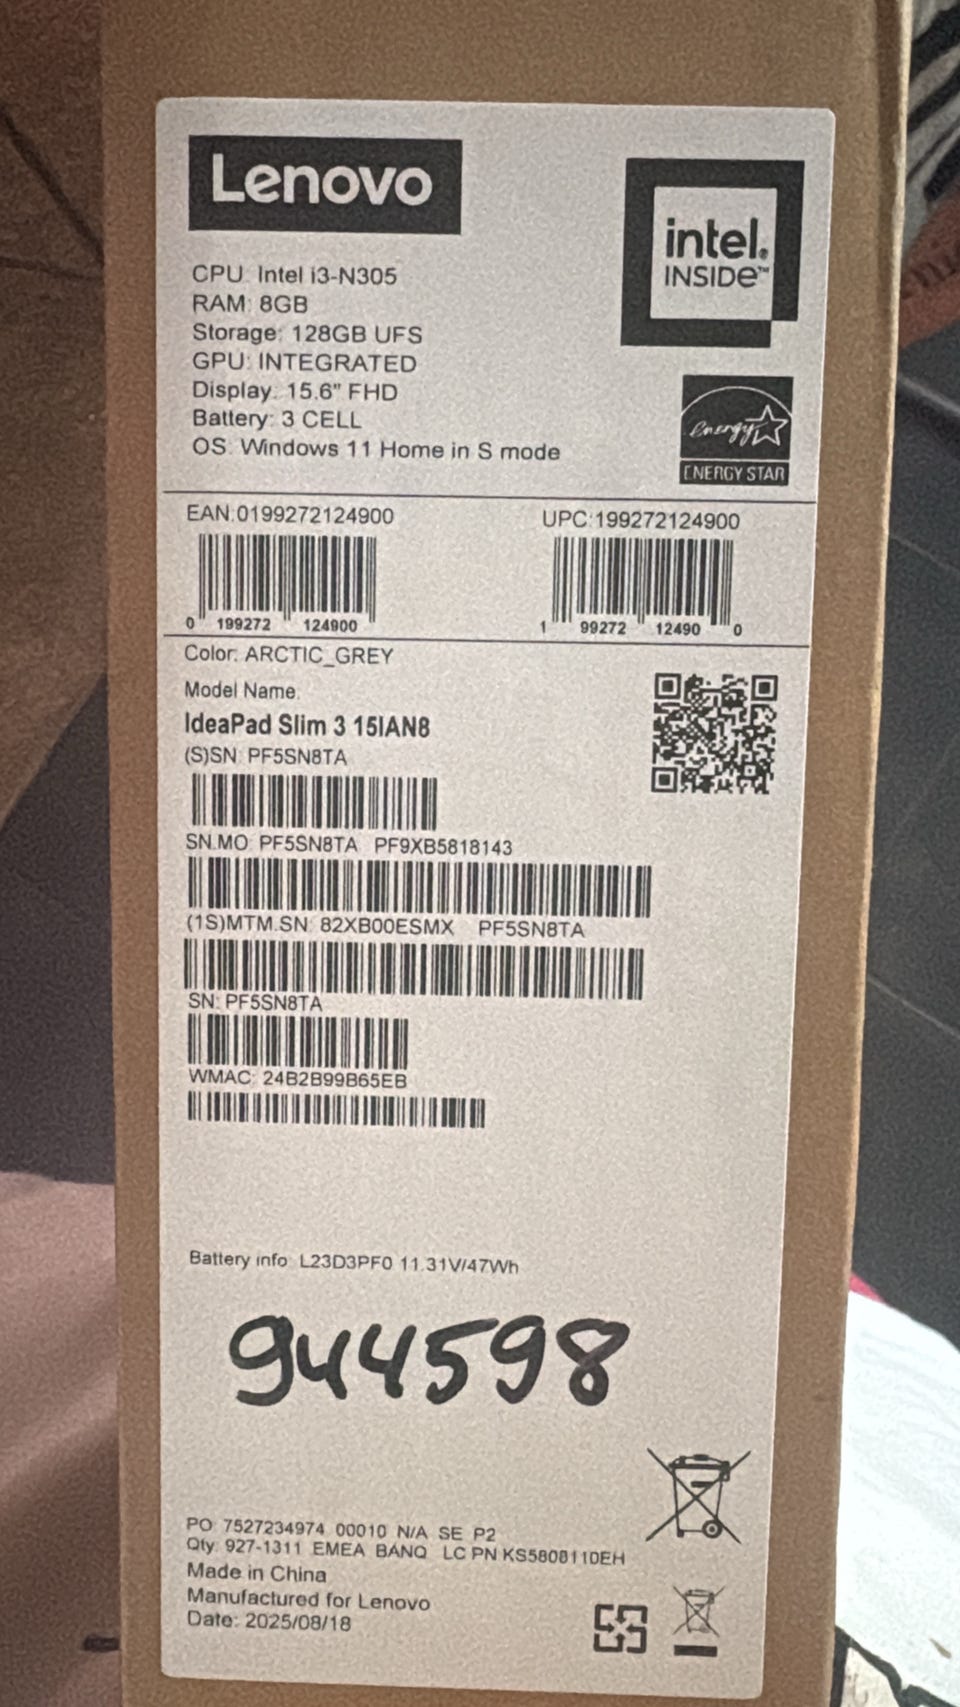 Lenovo
intel.
INSIDE™
CPU: Intel i3-N305
RAM: 8GB
Storage: 128GB UFS
GPU: INTEGRATED
Display: 15.6" FHD
Battery: 3 CELL
OS: Windows 11 Home in S mode
energy
ENERGY STAR
EAN:0199272124900
UPC:199272124900
0 199272 124900
1 99272 12490 0
Color: ARCTIC_GREY
Model Name:
IdeaPad Slim 3 15IAN8
(S)SN: PF5SN8TA
SN.MO: PF5SN8TA PF9XB5818143
(1S)MTM.SN: 82XB00ESMX PF5SN8TA
SN: PF5SN8TA
WMAC: 24B2B99B65EB
Battery info: L23D3PF0 11.31V/47Wh
944598
PO: 7527234974 00010 N/A SE P2
Qty: 927-1311 EMEA BANQ LC PN:KS5808110EH
Made in China
Manufactured for Lenovo
Date: 2025/08/18